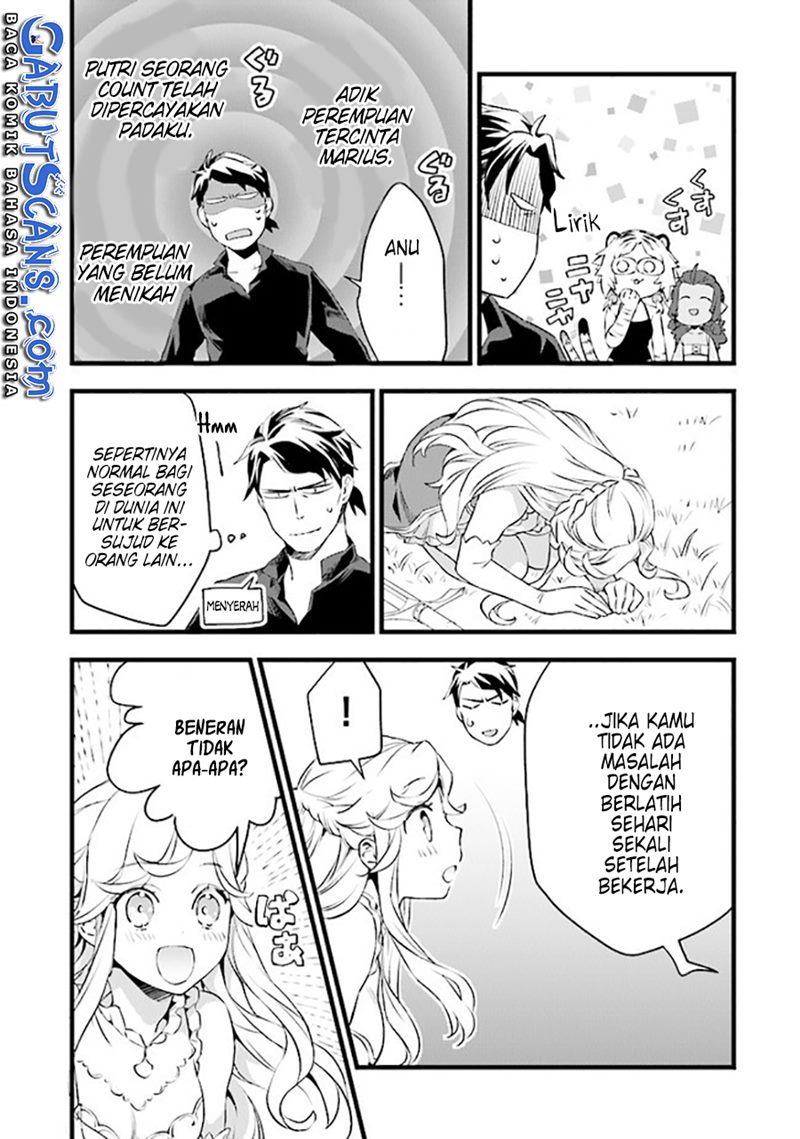 Lirik
くす
くす
ニャ
ニャ
ADIK
PEREMPUAN
TERCINTA
MARIUS.
PUTRI SEORANG
COUNT TELAH
DIPERCAYAKAN
PADAKU.
PEREMPUAN
YANG BELUM
MENIKAH
ANU
ぐる
ぐる
Hmm
SEPERTINYA
NORMAL BAGI
SESEORANG
DI DUNIA INI
UNTUK BER-
SUJUD KE
ORANG LAIN...
MENYERAH
..JIKA KAMU
TIDAK ADA
MASALAH
DENGAN
BERLATIH
SEHARI
SEKALI
SETELAH
BEKERJA.
!
BENERAN
TIDAK
APA-APA?
ぱあ
GABUTSCANS.COM
BACA KOMIK BAHASA INDONESIA